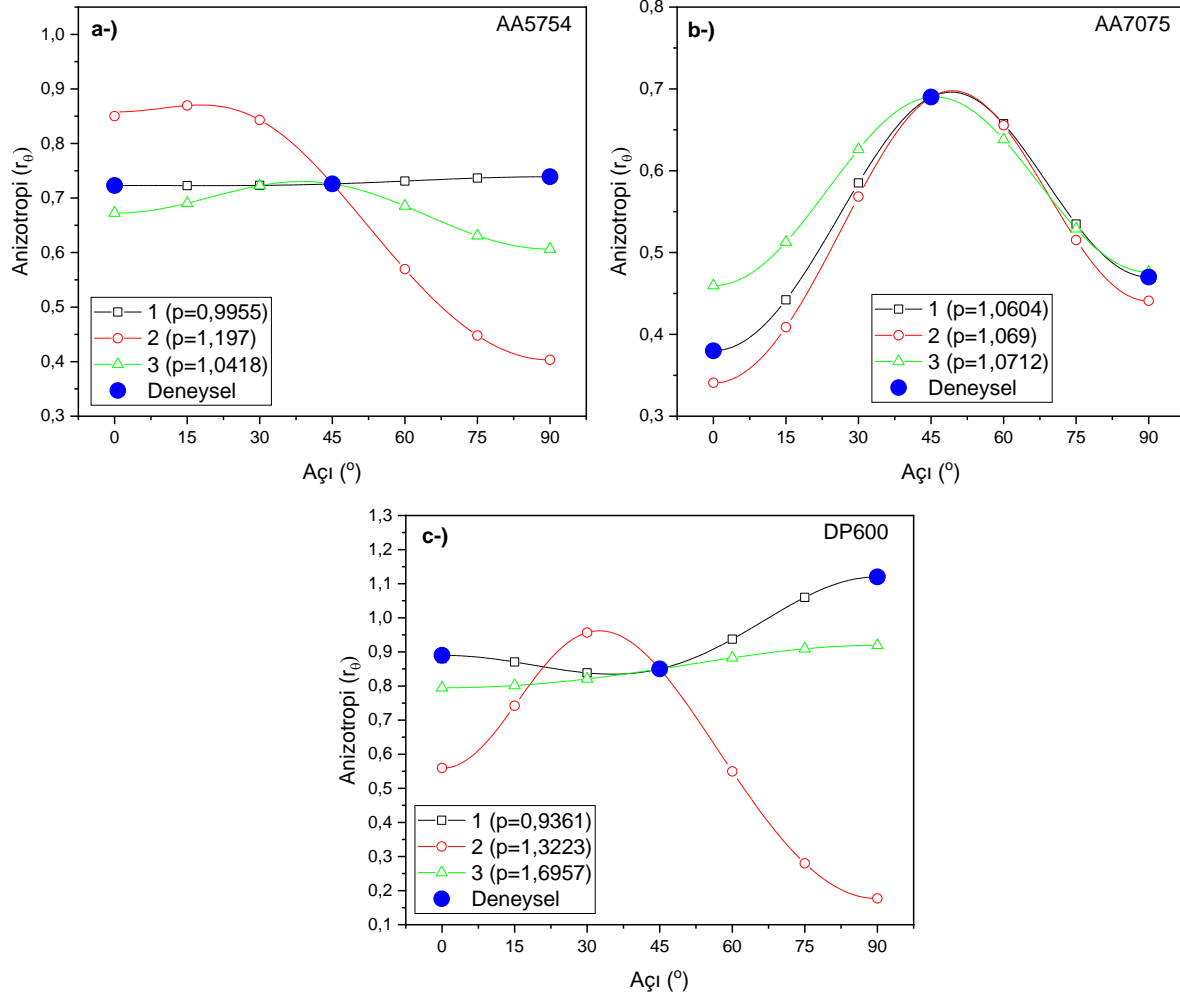 a-)
AA5754
1,0
0,9
0,8
0,7
0,6
0,5
0,4
0,3
Anizotropi (rθ)
1 (p=0,9955)
2 (p=1,197)
3 (p=1,0418)
Deneysel
0 15 30 45 60 75 90
Açı (o)
b-)
AA7075
0,8
0,7
0,6
0,5
0,4
0,3
Anizotropi (rθ)
1 (p=1,0604)
2 (p=1,069)
3 (p=1,0712)
Deneysel
0 15 30 45 60 75 90
Açı (o)
c-)
DP600
1,3
1,2
1,1
1,0
0,9
0,8
0,7
0,6
0,5
0,4
0,3
0,2
0,1
Anizotropi (rθ)
1 (p=0,9361)
2 (p=1,3223)
3 (p=1,6957)
Deneysel
0 15 30 45 60 75 90
Açı (o)